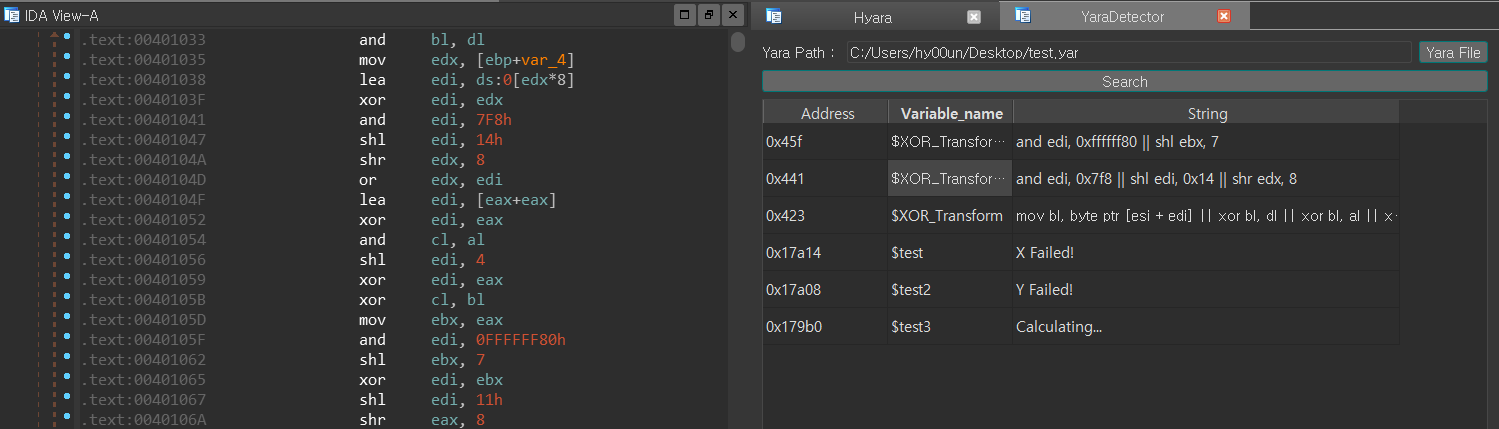 IDA View-A
.text:00401033 and bl, dl
.text:00401035 mov edx, [ebp+var_4]
.text:00401038 lea edi, ds:0[edx*8]
.text:0040103F xor edi, edx
.text:00401041 and edi, 7F8h
.text:00401047 shl edi, 14h
.text:0040104A shr edx, 8
.text:0040104D or edx, edi
.text:0040104F lea edi, [eax+eax]
.text:00401052 xor edi, eax
.text:00401054 and cl, al
.text:00401056 shl edi, 4
.text:00401059 xor edi, eax
.text:0040105B xor cl, bl
.text:0040105D mov ebx, eax
.text:0040105F and edi, 0FFFFFF80h
.text:00401062 shl ebx, 7
.text:00401065 xor edi, ebx
.text:00401067 shl edi, 11h
.text:0040106A shr eax, 8
Hyara YaraDetector
Yara Path : C:/Users/hy00un/Desktop/test.yar Yara File
Search
Address Variable_name String
0x45f $XOR_Transfor… and edi, 0xffffff80 || shl ebx, 7
0x441 $XOR_Transfor… and edi, 0x7f8 || shl edi, 0x14 || shr edx, 8
0x423 $XOR_Transform mov bl, byte ptr [esi + edi] || xor bl, dl || xor bl, al || x…
0x17a14 $test X Failed!
0x17a08 $test2 Y Failed!
0x179b0 $test3 Calculating...